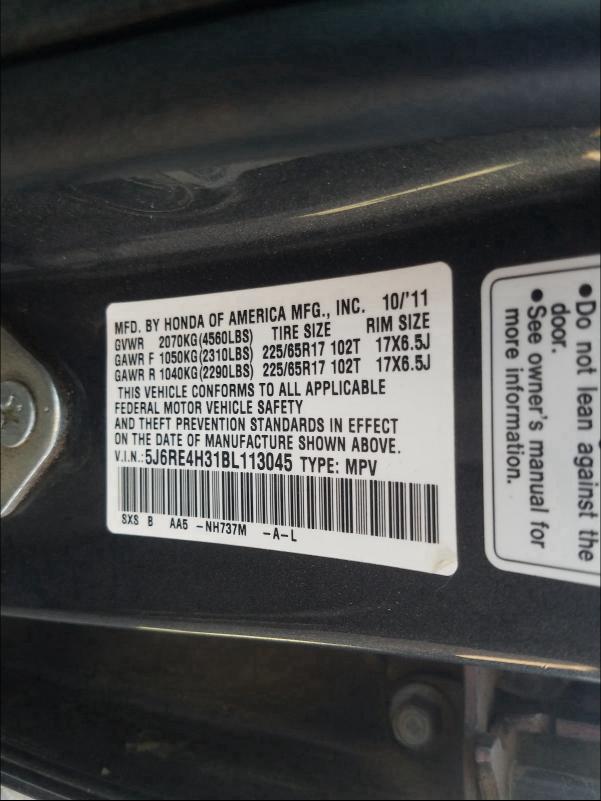 MFD. BY HONDA OF AMERICA MFG., INC. 10/'11
GVWR 2070KG(4560LBS) TIRE SIZE RIM SIZE
GAWR F 1050KG(2310LBS) 225/65R17 102T 17X6.5J
GAWR R 1040KG(2290LBS) 225/65R17 102T 17X6.5J
THIS VEHICLE CONFORMS TO ALL APPLICABLE
FEDERAL MOTOR VEHICLE SAFETY
AND THEFT PREVENTION STANDARDS IN EFFECT
ON THE DATE OF MANUFACTURE SHOWN ABOVE.
V.I.N.:5J6RE4H31BL113045 TYPE: MPV
SXS B AA5 -NH737M -A-L
•Do not lean against the
door.
•See owner's manual for
more information.